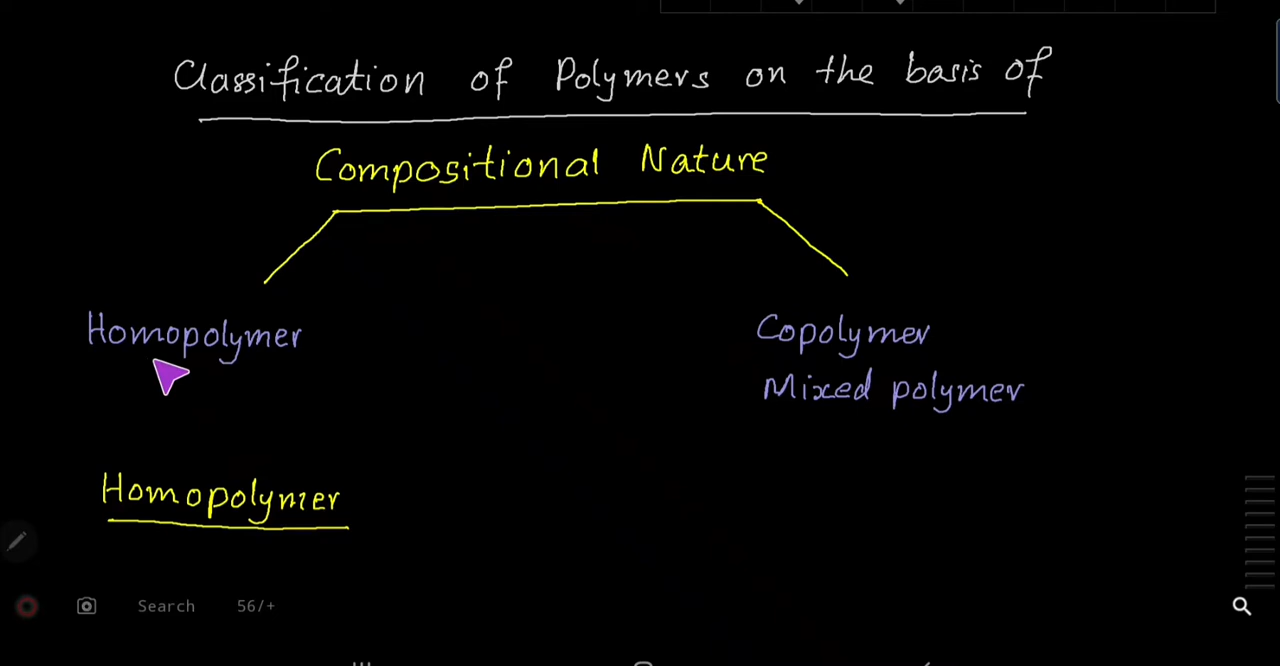 Classification of Polymers on the basis of
Compositional Nature
Homopolymer
Copolymer
Mixed polymer
Homopolymer
Search 56/+